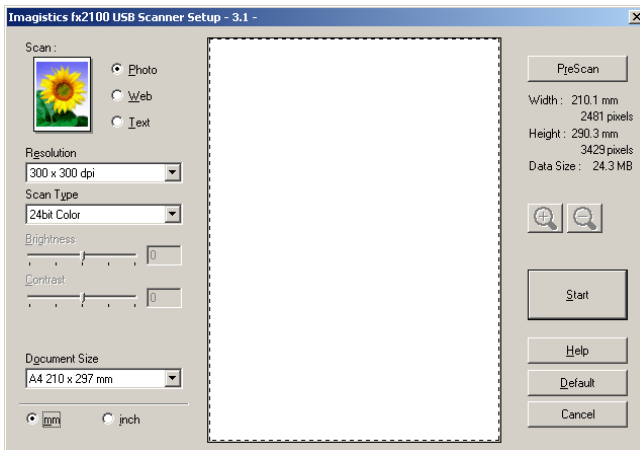 Imagistics fx2100 USB Scanner Setup - 3.1 -
Scan :
Photo
Web
Text
Resolution
300 x 300 dpi
Scan Type
24bit Color
Brightness
0
Contrast
0
Document Size
A4 210 x 297 mm
mm
inch
PreScan
Width : 210.1 mm
2481 pixels
Height : 290.3 mm
3429 pixels
Data Size : 24.3 MB
Start
Help
Default
Cancel